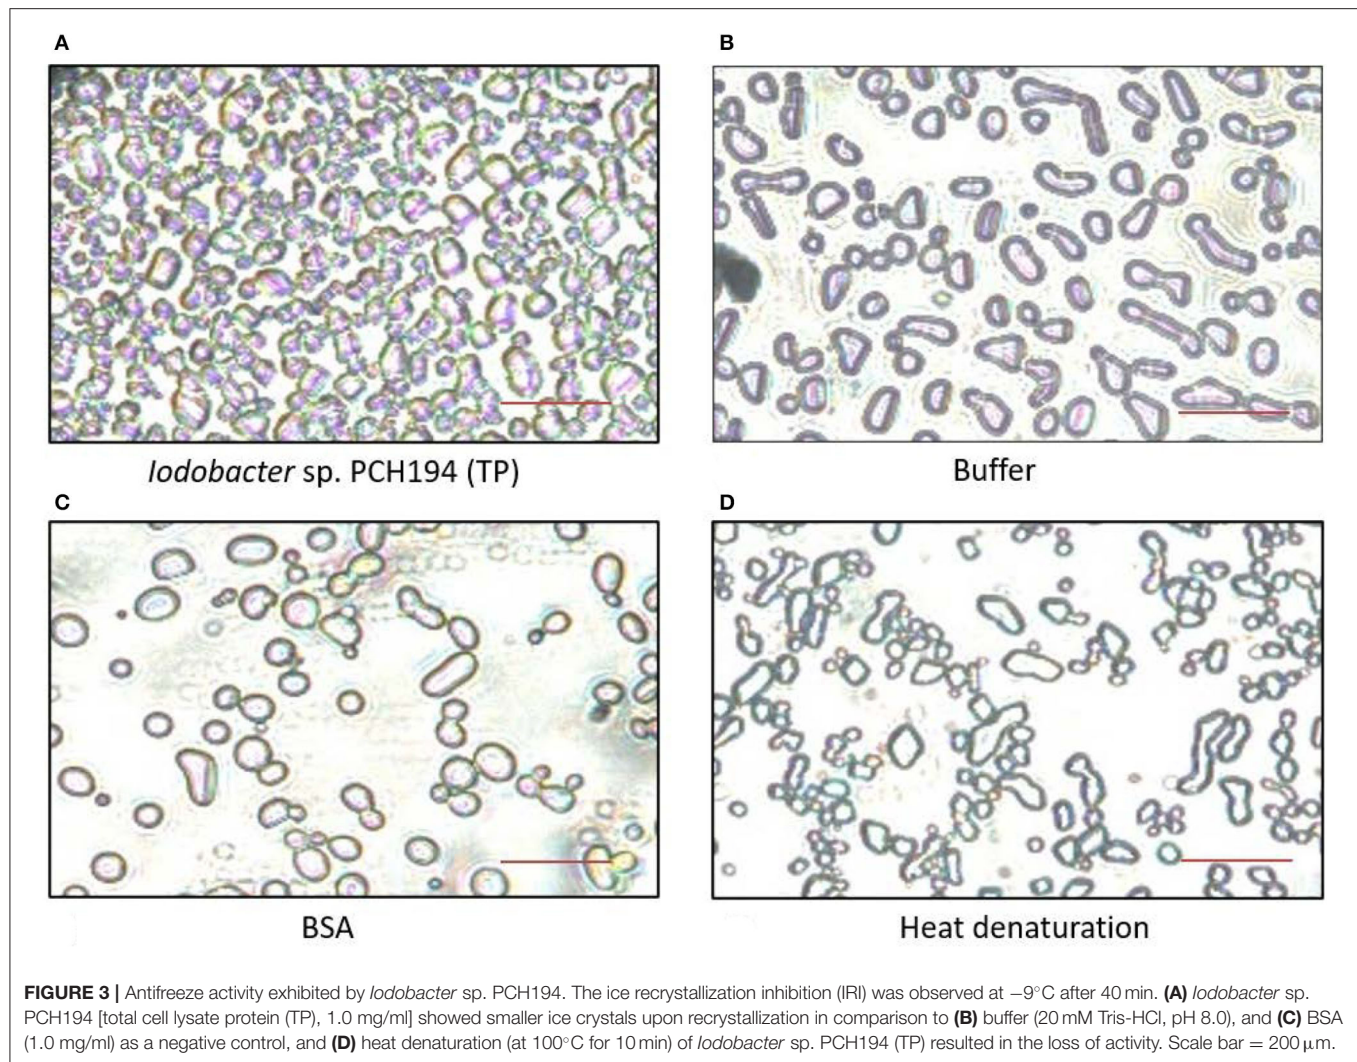 A
B
Iodobacter sp. PCH194 (TP)
Buffer
C
D
BSA
Heat denaturation
FIGURE 3 | Antifreeze activity exhibited by Iodobacter sp. PCH194. The ice recrystallization inhibition (IRI) was observed at −9°C after 40 min. (A) Iodobacter sp.
PCH194 [total cell lysate protein (TP), 1.0 mg/ml] showed smaller ice crystals upon recrystallization in comparison to (B) buffer (20 mM Tris-HCl, pH 8.0), and (C) BSA
(1.0 mg/ml) as a negative control, and (D) heat denaturation (at 100°C for 10 min) of Iodobacter sp. PCH194 (TP) resulted in the loss of activity. Scale bar = 200 μm.